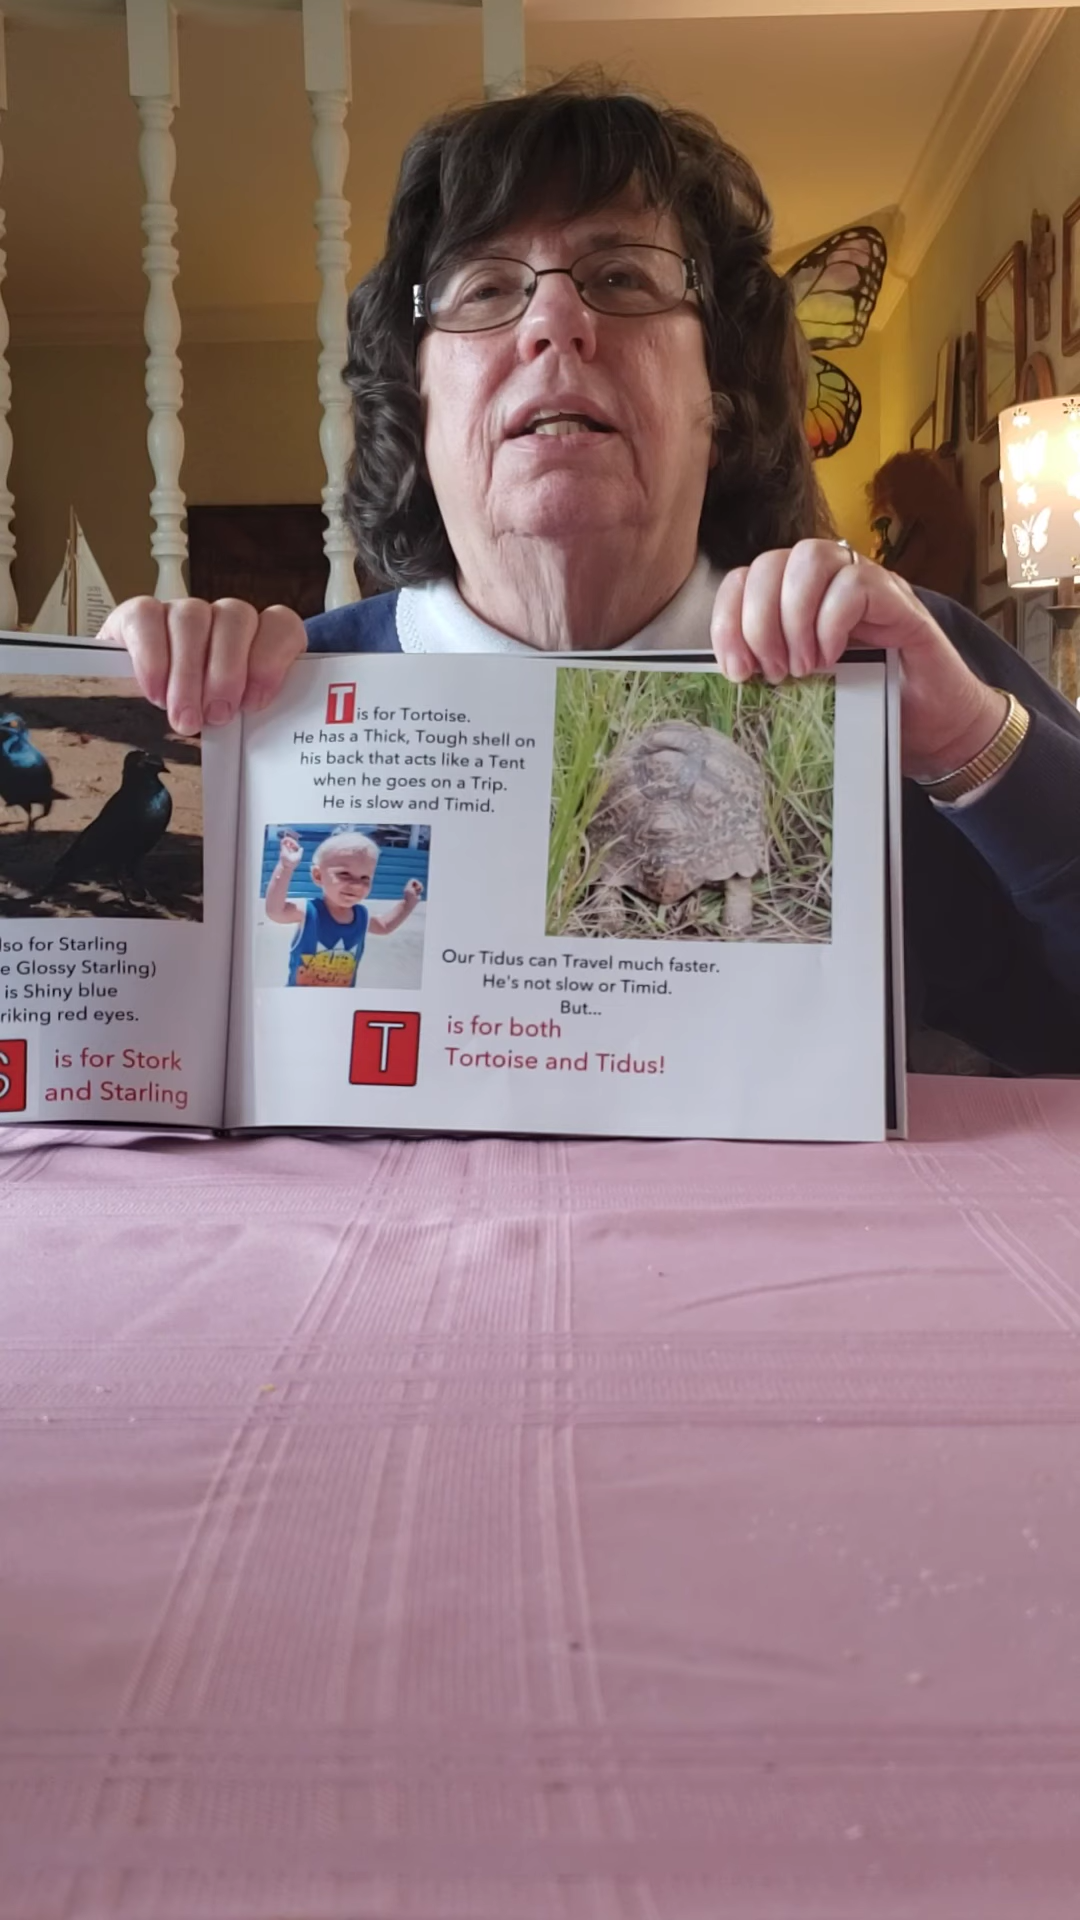 for Starling
Glossy Starling)
is Shiny blue
red eyes.
S is for Stork
and Starling
T is for Tortoise.
He has a Thick, Tough shell on
his back that acts like a Tent
when he goes on a Trip.
He is slow and Timid.
Our Tidus can Travel much faster.
He's not slow or Timid.
But...
T is for both
Tortoise and Tidus!